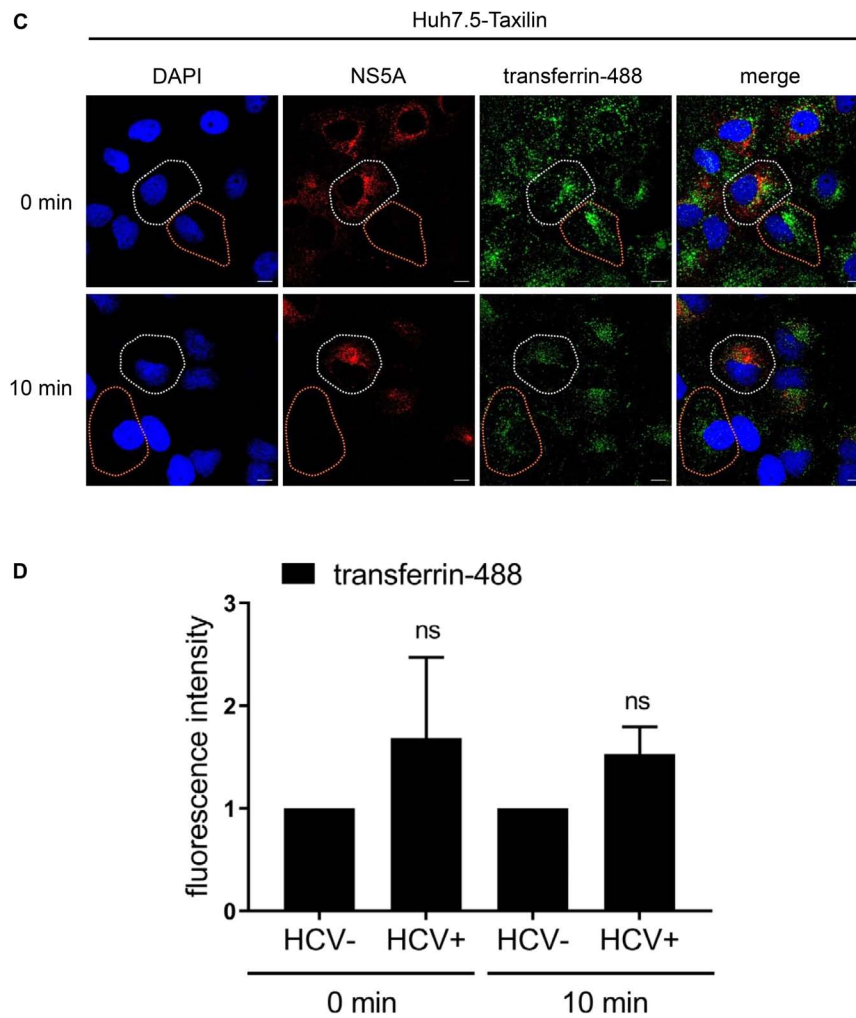 C
Huh7.5-Taxilin
DAPI NS5A transferrin-488 merge
0 min
10 min
D
transferrin-488
fluorescence intensity
3
2
1
0
ns
ns
HCV- HCV+ HCV- HCV+
0 min 10 min